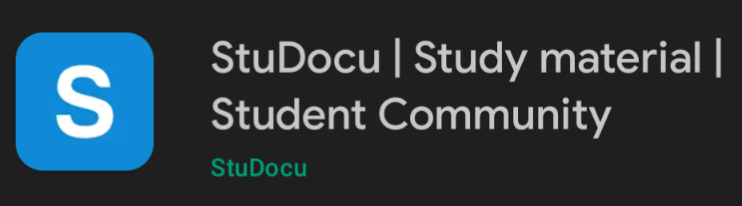 S
StuDocu | Study material |
Student Community
StuDocu